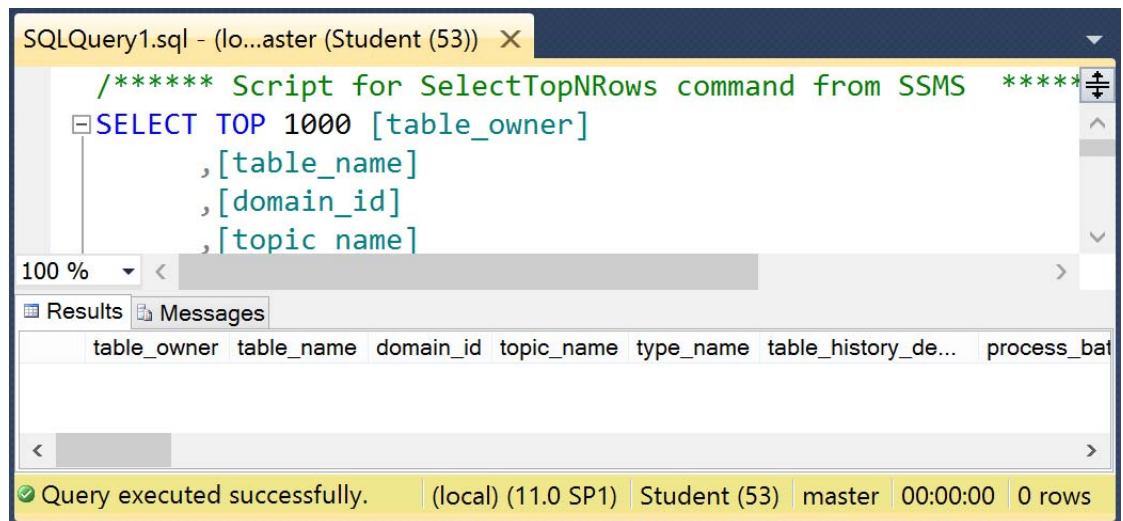 SQLQuery1.sql - (lo...aster (Student (53))
/****** Script for SelectTopNRows command from SSMS *****
SELECT TOP 1000 [table_owner]
,[table_name]
,[domain_id]
,[topic_name]
100 %
Results Messages
table_owner table_name domain_id topic_name type_name table_history_de... process_bat
Query executed successfully. (local) (11.0 SP1) Student (53) master 00:00:00 0 rows